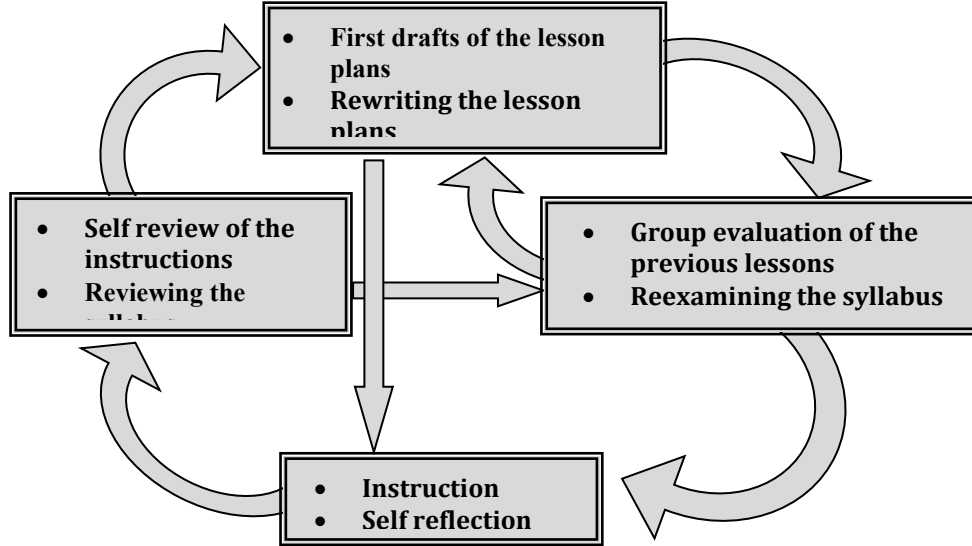 • First drafts of the lesson
plans
• Rewriting the lesson
plans
• Self review of the
instructions
• Reviewing the
• Group evaluation of the
previous lessons
• Reexamining the syllabus
• Instruction
• Self reflection